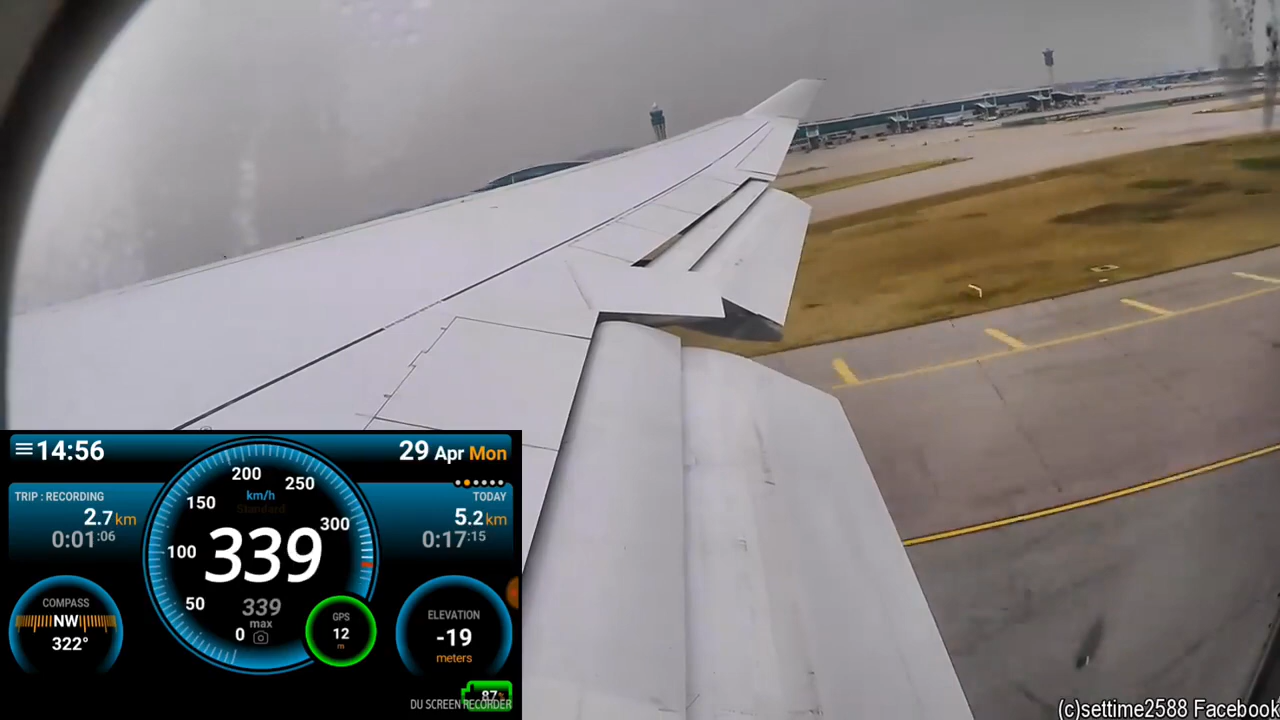 14:56
29 Apr Mon
TRIP : RECORDING
2.7 km
0:01:06
TODAY
5.2 km
0:17:15
0
50
100
150
200
250
300
km/h
Standard
339
339
max
GPS
12
m
COMPASS
NW
322°
ELEVATION
-19
meters
87%
DU SCREEN RECORDER
(c)settime2588 Facebook